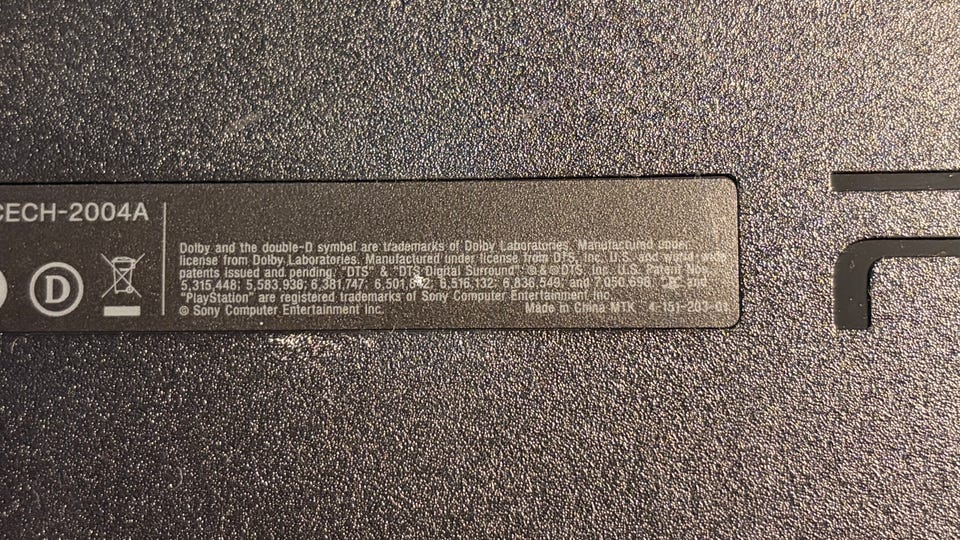 CECH-2004A
D
Dolby and the double-D symbol are trademarks of Dolby Laboratories. Manufactured under
license from Dolby Laboratories. Manufactured under license from DTS, Inc. U.S. and world wide
patents issued and pending. "DTS" & "DTS Digital Surround" ® & © DTS, Inc. U.S. Patent Nos.
5,315,448; 5,583,936; 6,381,747; 6,516,132; 6,836,549; and 7,050,698. and
"PlayStation" are registered trademarks of Sony Computer Entertainment Inc.
© Sony Computer Entertainment Inc. Made in China MTK 4-151-203-01